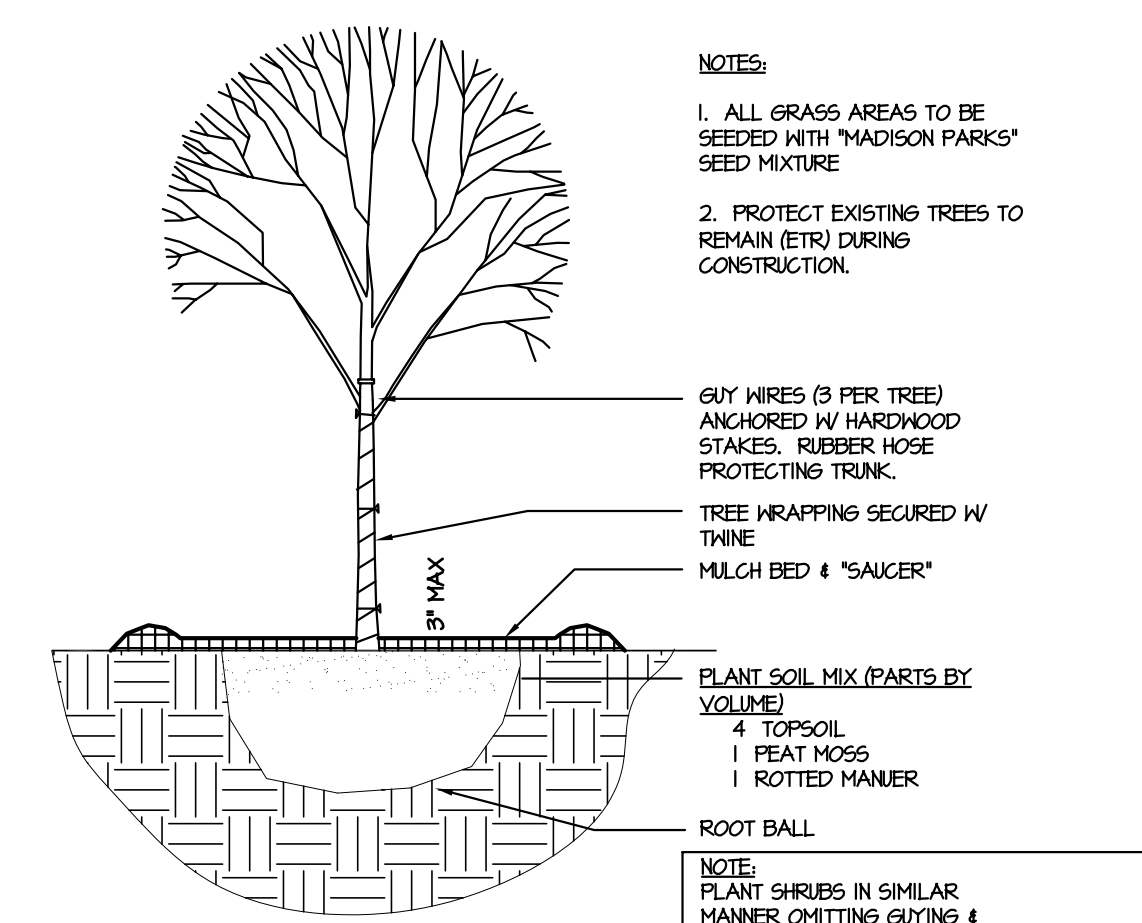 NOTES:
1. ALL GRASS AREAS TO BE
SEEDED WITH "MADISON PARKS"
SEED MIXTURE
2. PROTECT EXISTING TREES TO
REMAIN (ETR) DURING
CONSTRUCTION.
GUY WIRES (3 PER TREE)
ANCHORED W/ HARDWOOD
STAKES. RUBBER HOSE
PROTECTING TRUNK.
TREE WRAPPING SECURED W/
TWINE
MULCH BED & "SAUCER"
3" MAX
PLANT SOIL MIX (PARTS BY
VOLUME)
4 TOPSOIL
1 PEAT MOSS
1 ROTTED MANUER
ROOT BALL
NOTE:
PLANT SHRUBS IN SIMILAR
MANNER OMITTING GUYING &